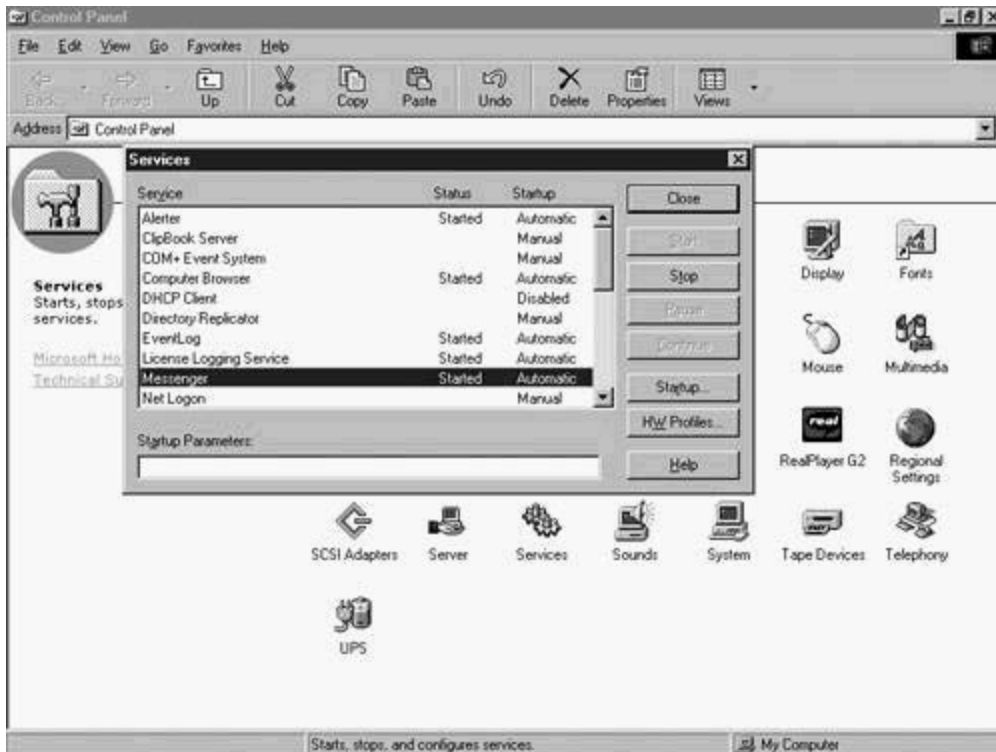 Control Panel
File Edit View Go Favorites Help
Back Forward Up Cut Copy Paste Undo Delete Properties Views
Address Control Panel
Services
Service Status Startup
Alerter Started Automatic
ClipBook Server Manual
COM+ Event System Manual
Computer Browser Started Automatic
DHCP Client Disabled
Directory Replicator Manual
EventLog Started Automatic
License Logging Service Started Automatic
Messenger Started Automatic
Net Logon Manual
Startup Parameters:
Close
Start
Stop
Pause
Continue
Startup...
HW Profiles...
Help
Services
Starts, stops
services.
Microsoft Ho
Technical Su
Display Fonts
Mouse Multimedia
real
RealPlayer G2 Regional
Settings
SCSI Adapters Server Services Sounds System Tape Devices Telephony
UPS
Starts, stops, and configures services. My Computer